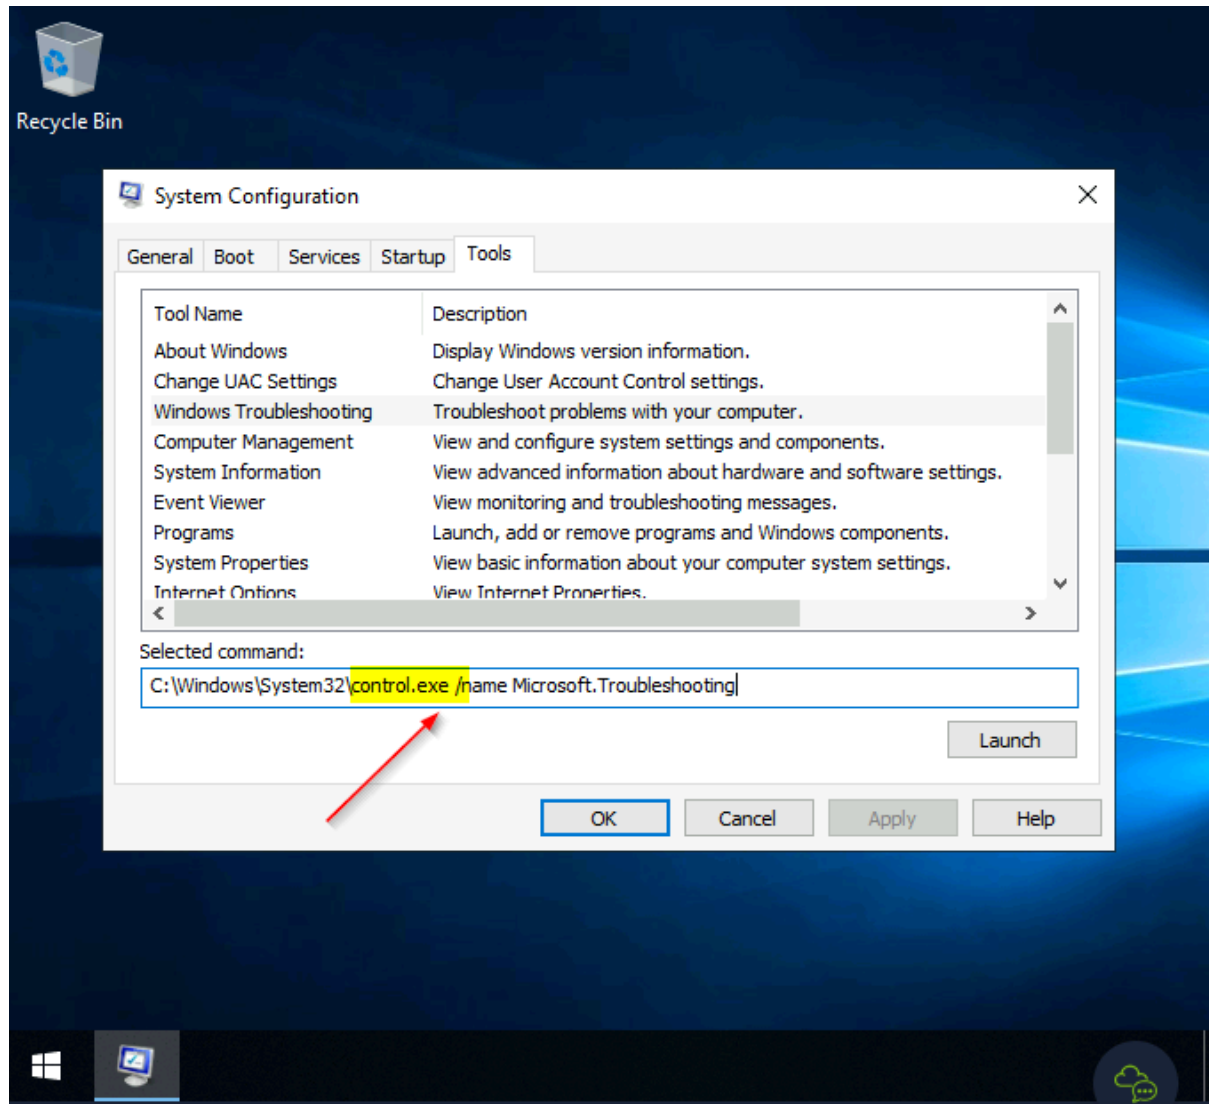 Recycle Bin
System Configuration
General Boot Services Startup Tools
Tool Name Description
About Windows Display Windows version information.
Change UAC Settings Change User Account Control settings.
Windows Troubleshooting Troubleshoot problems with your computer.
Computer Management View and configure system settings and components.
System Information View advanced information about hardware and software settings.
Event Viewer View monitoring and troubleshooting messages.
Programs Launch, add or remove programs and Windows components.
System Properties View basic information about your computer system settings.
Internet Options View Internet Properties.
Selected command:
C:\Windows\System32\control.exe /name Microsoft.Troubleshooting
Launch
OK Cancel Apply Help